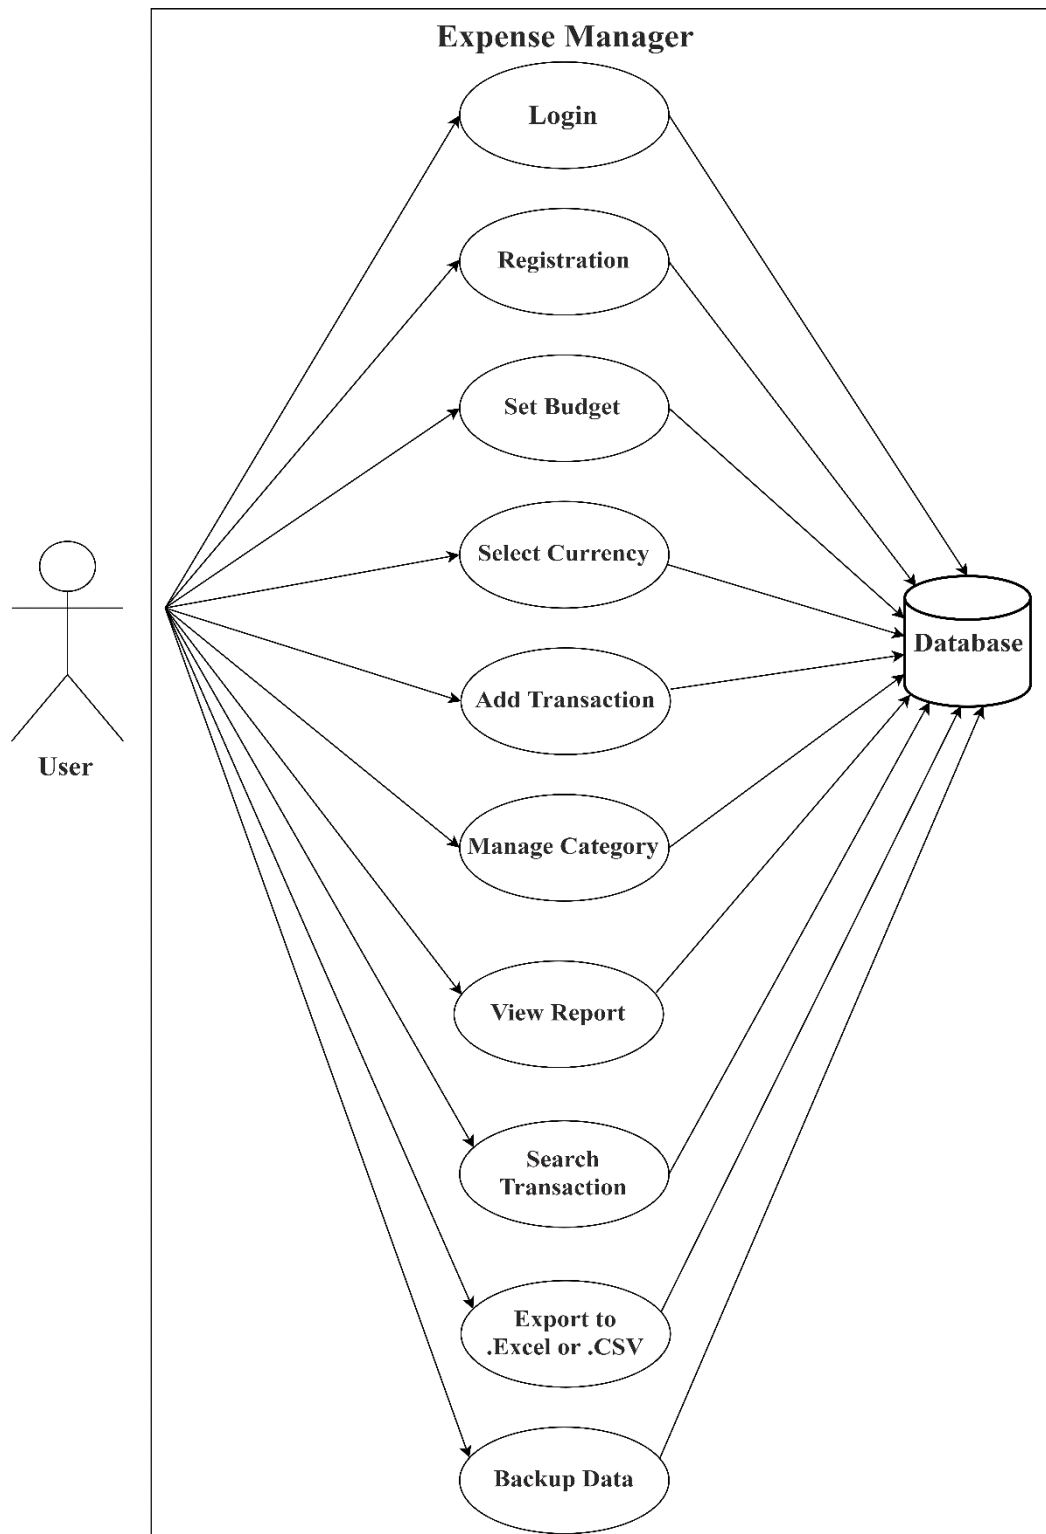 Expense Manager
Login
Registration
Set Budget
Select Currency
Add Transaction
Database
User
Manage Category
View Report
Search
Transaction
Export to
.Excel or .CSV
Backup Data